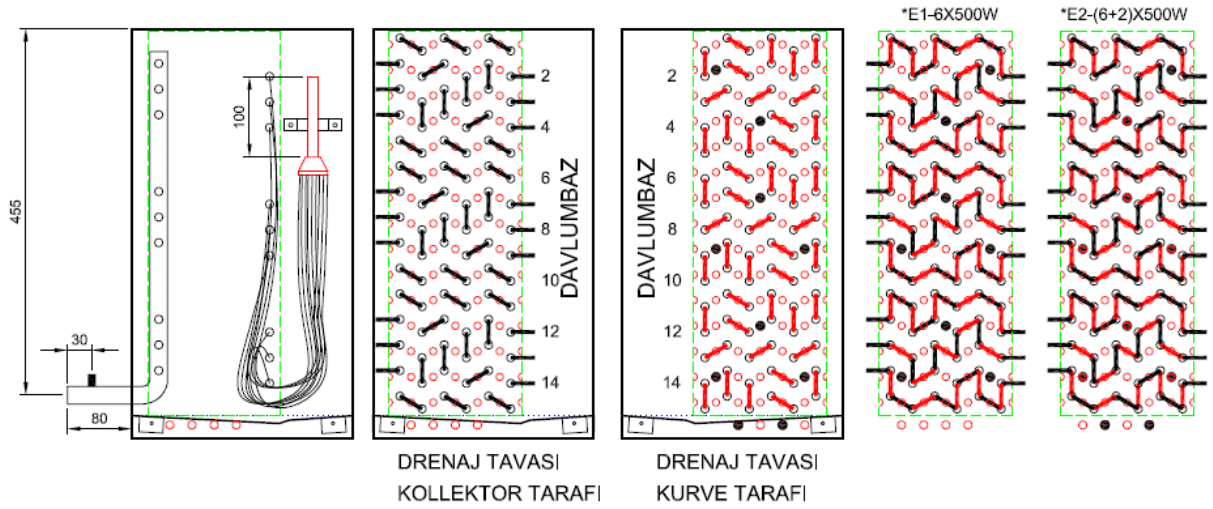 *E1-6X500W
*E2-(6+2)X500W
455
100
30
80
2
4
6
8
10
12
14
DAVLUMBAZ
DAVLUMBAZ
2
4
6
8
10
12
14
DRENAJ TAVASI
KOLLEKTOR TARAFI
DRENAJ TAVASI
KURVE TARAFI